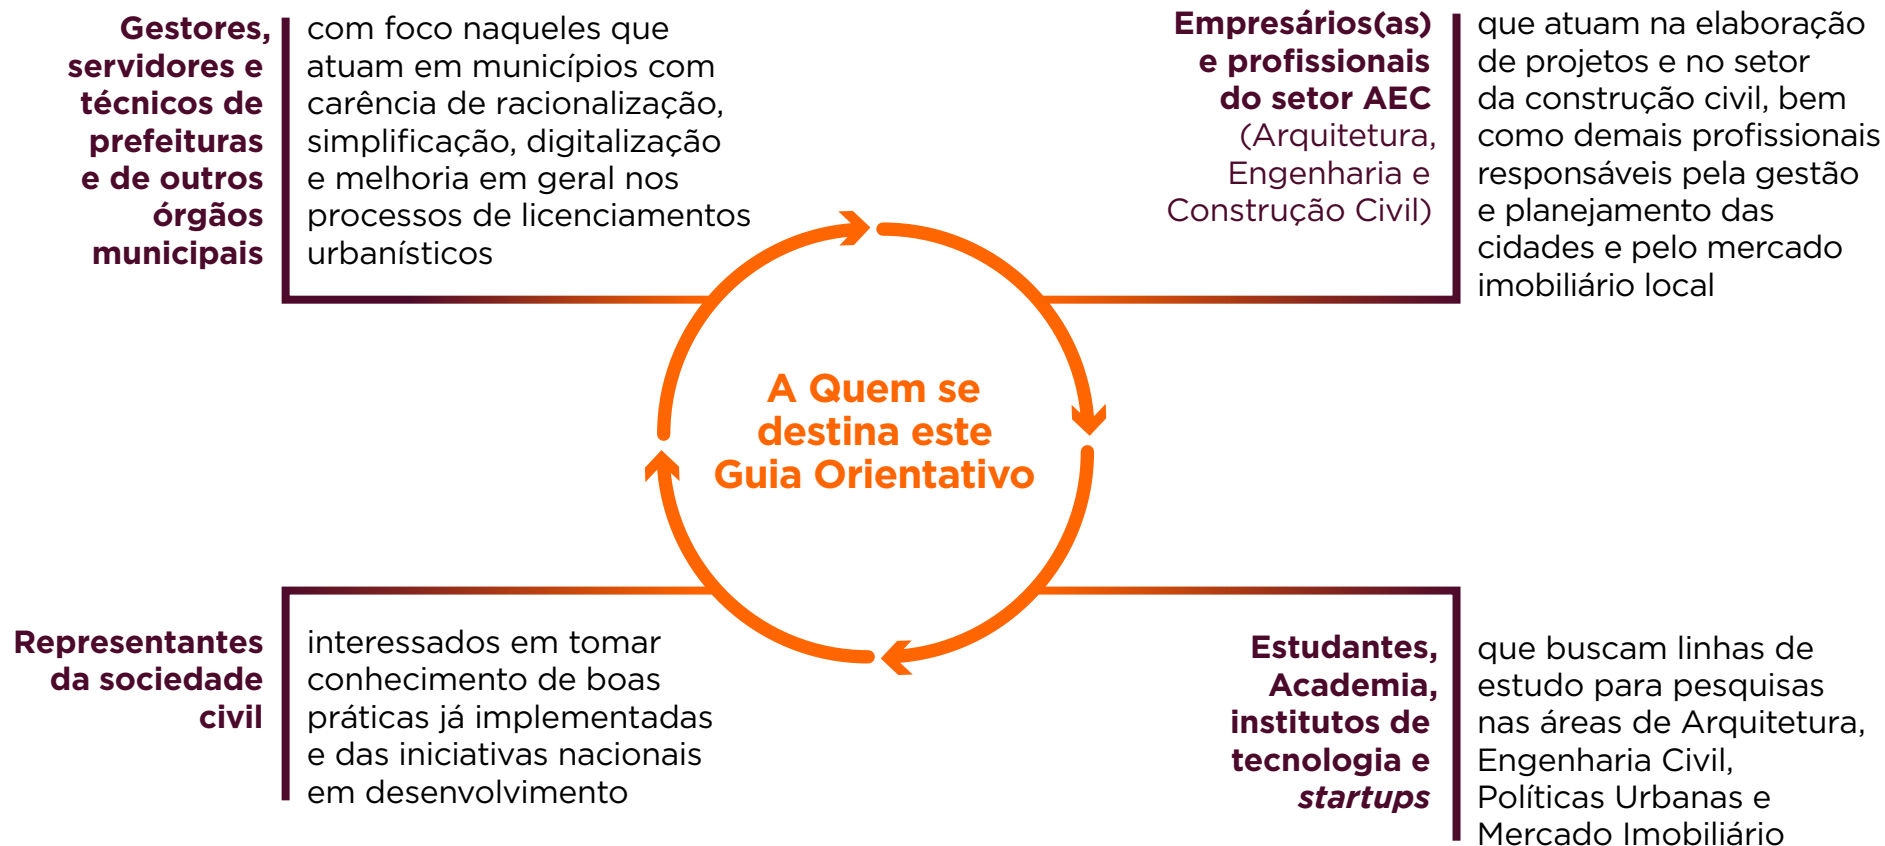 Gestores,
servidores e
técnicos de
prefeituras
e de outros
órgãos
municipais
com foco naqueles que
atuam em municípios com
carência de racionalização,
simplificação, digitalização
e melhoria em geral nos
processos de licenciamentos
urbanísticos
Empresários(as)
e profissionais
do setor AEC
(Arquitetura,
Engenharia e
Construção Civil)
que atuam na elaboração
de projetos e no setor
da construção civil, bem
como demais profissionais
responsáveis pela gestão
e planejamento das
cidades e pelo mercado
imobiliário local
A Quem se
destina este
Guia Orientativo
Representantes
da sociedade
civil
interessados em tomar
conhecimento de boas
práticas já implementadas
e das iniciativas nacionais
em desenvolvimento
Estudantes,
Academia,
institutos de
tecnologia e
startups
que buscam linhas de
estudo para pesquisas
nas áreas de Arquitetura,
Engenharia Civil,
Políticas Urbanas e
Mercado Imobiliário